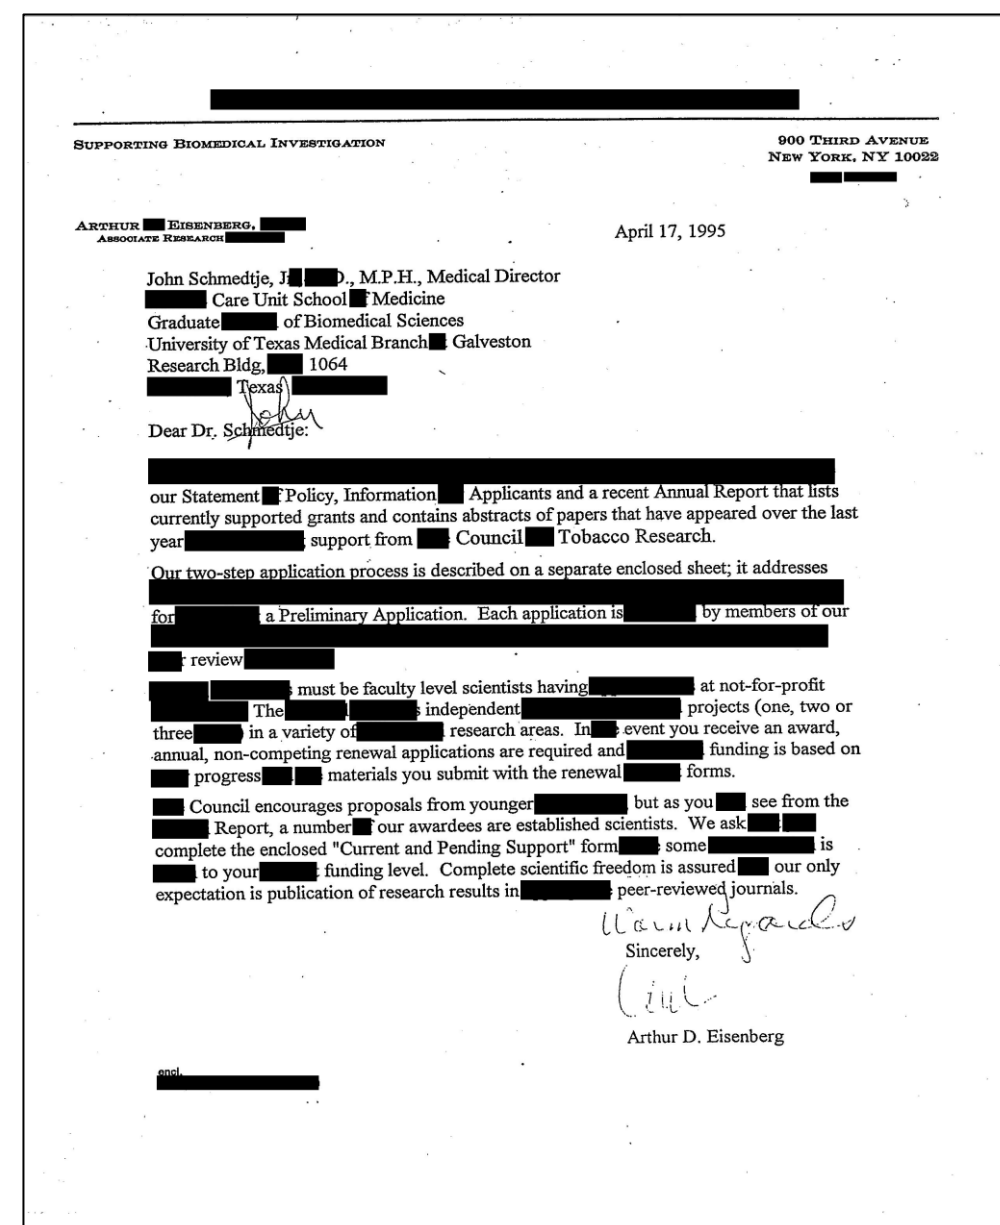 SUPPORTING BIOMEDICAL INVESTIGATION
900 THIRD AVENUE
NEW YORK, NY 10022
ARTHUR EISENBERG,
ASSOCIATE RESEARCH
April 17, 1995
John Schmedtje, J D., M.P.H., Medical Director
Care Unit School Medicine
Graduate of Biomedical Sciences
University of Texas Medical Branch Galveston
Research Bldg, 1064
Texas
John
Dear Dr. Schmedtje:
our Statement Policy, Information Applicants and a recent Annual Report that lists
currently supported grants and contains abstracts of papers that have appeared over the last
year support from Council Tobacco Research.
Our two-step application process is described on a separate enclosed sheet; it addresses
for a Preliminary Application. Each application is by members of our
review
must be faculty level scientists having at not-for-profit
The independent projects (one, two or
three in a variety of research areas. In event you receive an award,
annual, non-competing renewal applications are required and funding is based on
progress materials you submit with the renewal forms.
Council encourages proposals from younger but as you see from the
Report, a number our awardees are established scientists. We ask
complete the enclosed "Current and Pending Support" form some is
to your funding level. Complete scientific freedom is assured our only
expectation is publication of research results in peer-reviewed journals.
Warm Regards
Sincerely,
Arthur D. Eisenberg
encl.